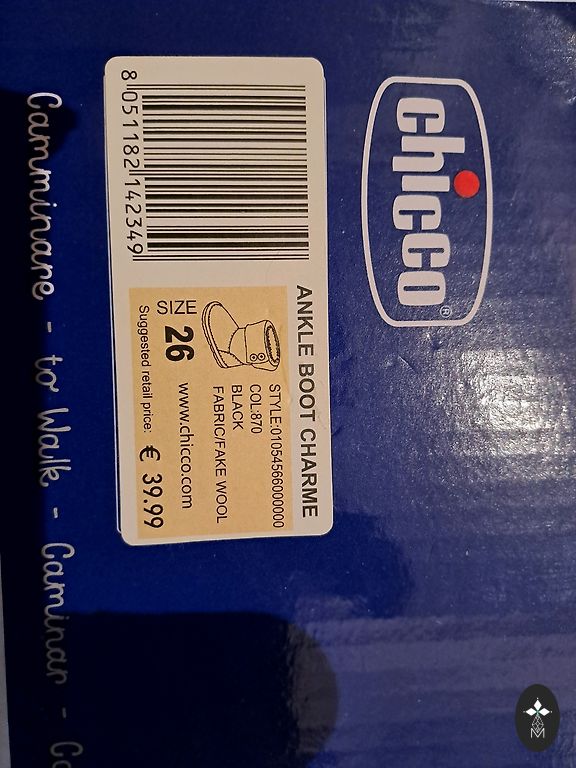 chicco®
ANKLE BOOT CHARME
STYLE:01054566000000
COL:870
BLACK
FABRIC/FAKE WOOL
SIZE
26
www.chicco.com
Suggested retail price: € 39.99
8 051182 142349
Camminare - to Walk - Caminar - Ca
M